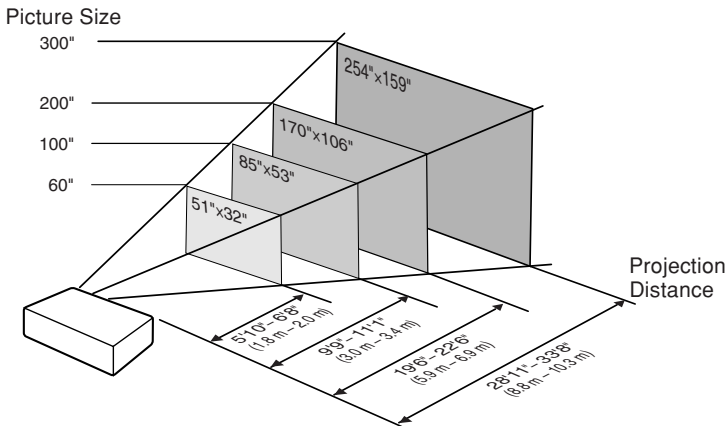 Picture Size
300"
254"x159"
200"
170"x106"
100"
85"x53"
60"
51"x32"
Projection
Distance
5'10"–6'8"
(1.8 m – 2.0 m)
9'9"–11'1"
(3.0 m – 3.4 m)
19'6"–22'6"
(5.9 m – 6.9 m)
28'11"–33'8"
(8.8 m – 10.3 m)